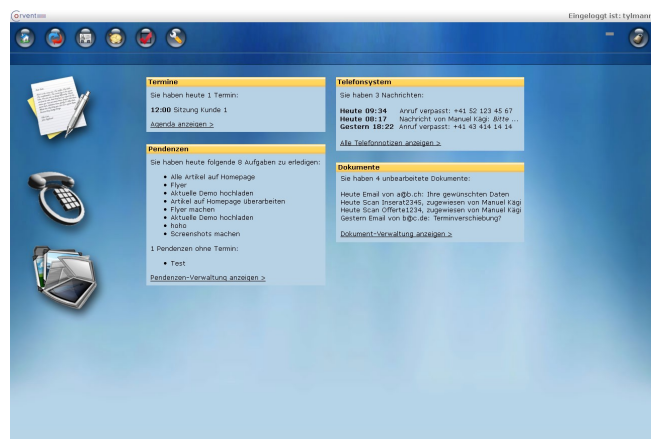 Orvento
Eingeloggt ist: tylmann
Termine
Sie haben heute 1 Termin:
12:00 Sitzung Kunde 1
Agenda anzeigen >
Pendenzen
Sie haben heute folgende 8 Aufgaben zu erledigen:
Alle Artikel auf Homepage
Flyer
Aktuelle Demo hochladen
Artikel auf Homepage überarbeiten
Flyer machen
Aktuelle Demo hochladen
hoho
Screenshots machen
1 Pendenzen ohne Termin:
Test
Pendenzen-Verwaltung anzeigen >
Telefonsystem
Sie haben 3 Nachrichten:
Heute 09:34 Anruf verpasst: +41 52 123 45 67
Heute 08:17 Nachricht von Manuel Kägi: Bitte ...
Gestern 18:22 Anruf verpasst: +41 43 414 14 14
Alle Telefonnotizen anzeigen >
Dokumente
Sie haben 4 unbearbeitete Dokumente:
Heute Email von a@b.ch: Ihre gewünschten Daten
Heute Scan Inserat2345, zugewiesen von Manuel Kägi
Heute Scan Offerte1234, zugewiesen von Manuel Kägi
Gestern Email von b@c.de: Terminverschiebung?
Dokument-Verwaltung anzeigen >